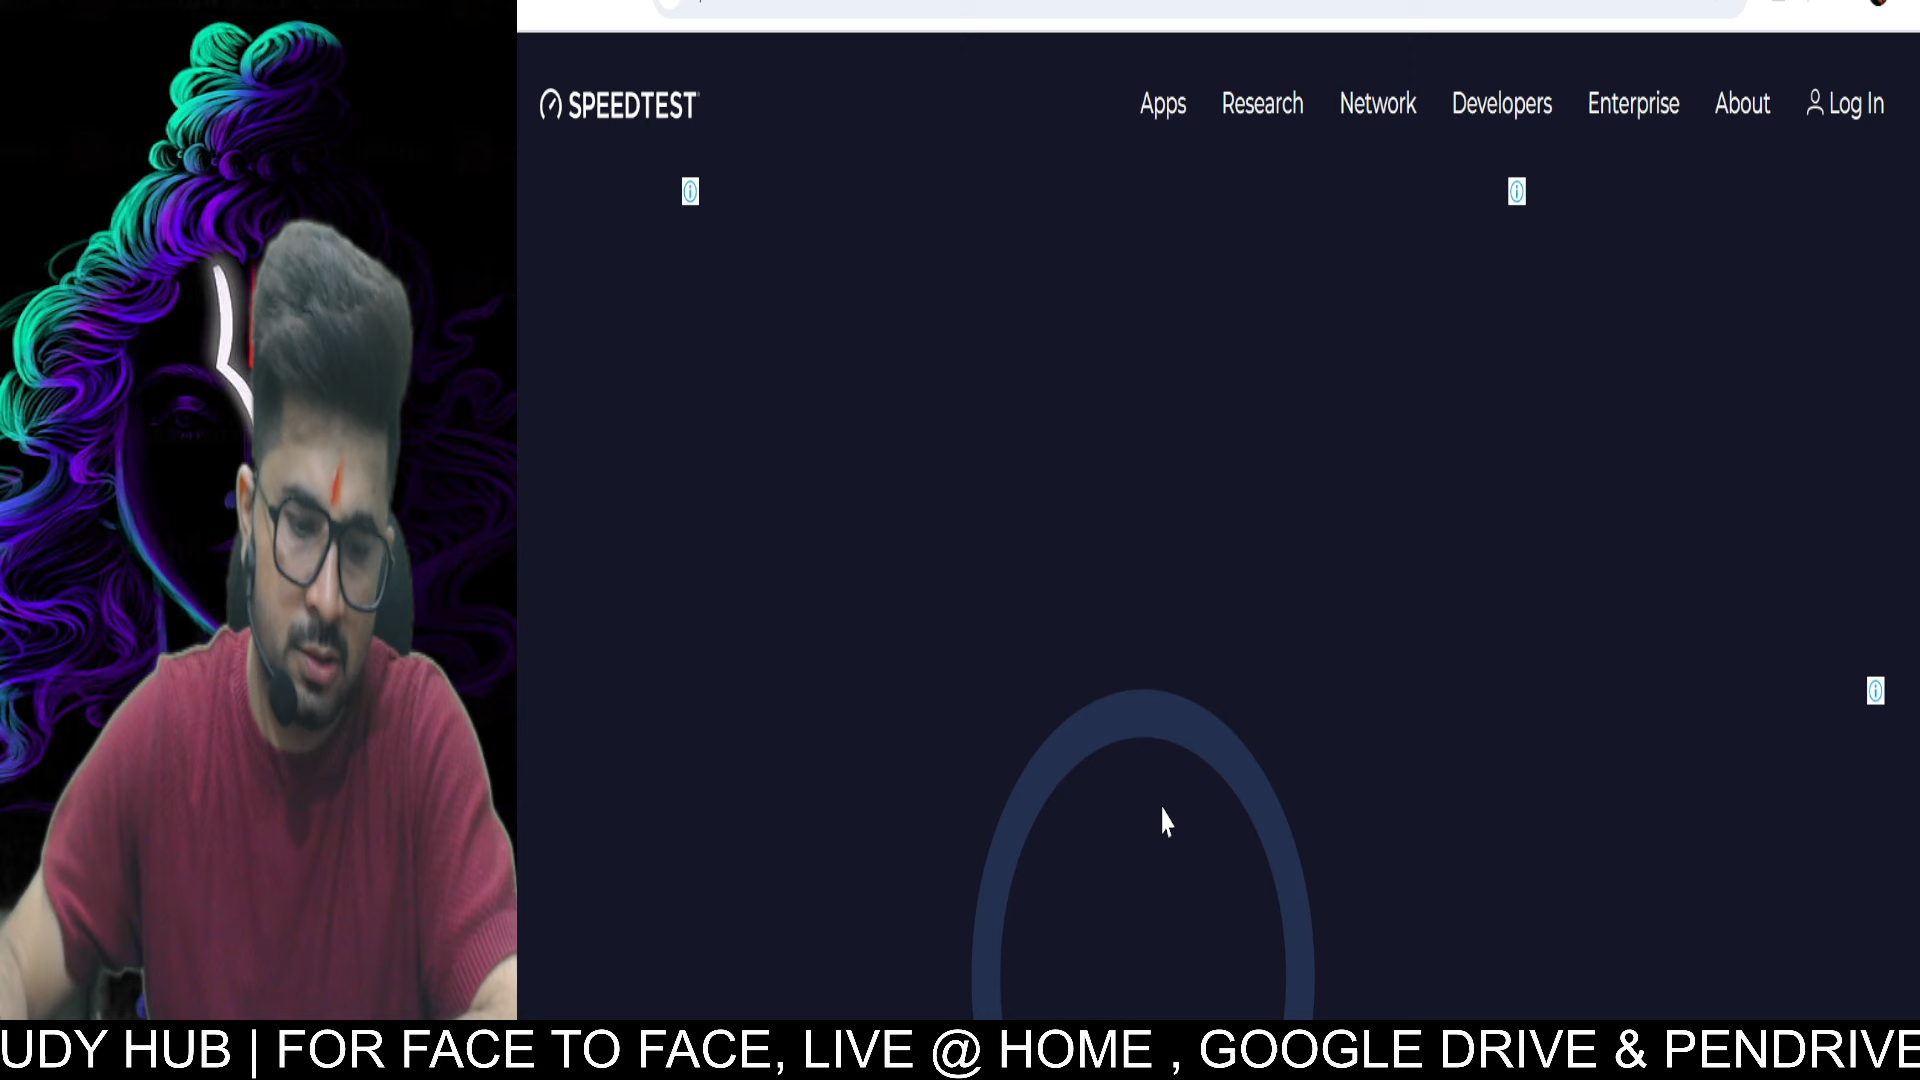 SPEEDTEST
Apps Research Network Developers Enterprise About Log In
UDY HUB | FOR FACE TO FACE, LIVE @ HOME , GOOGLE DRIVE & PENDRIVE